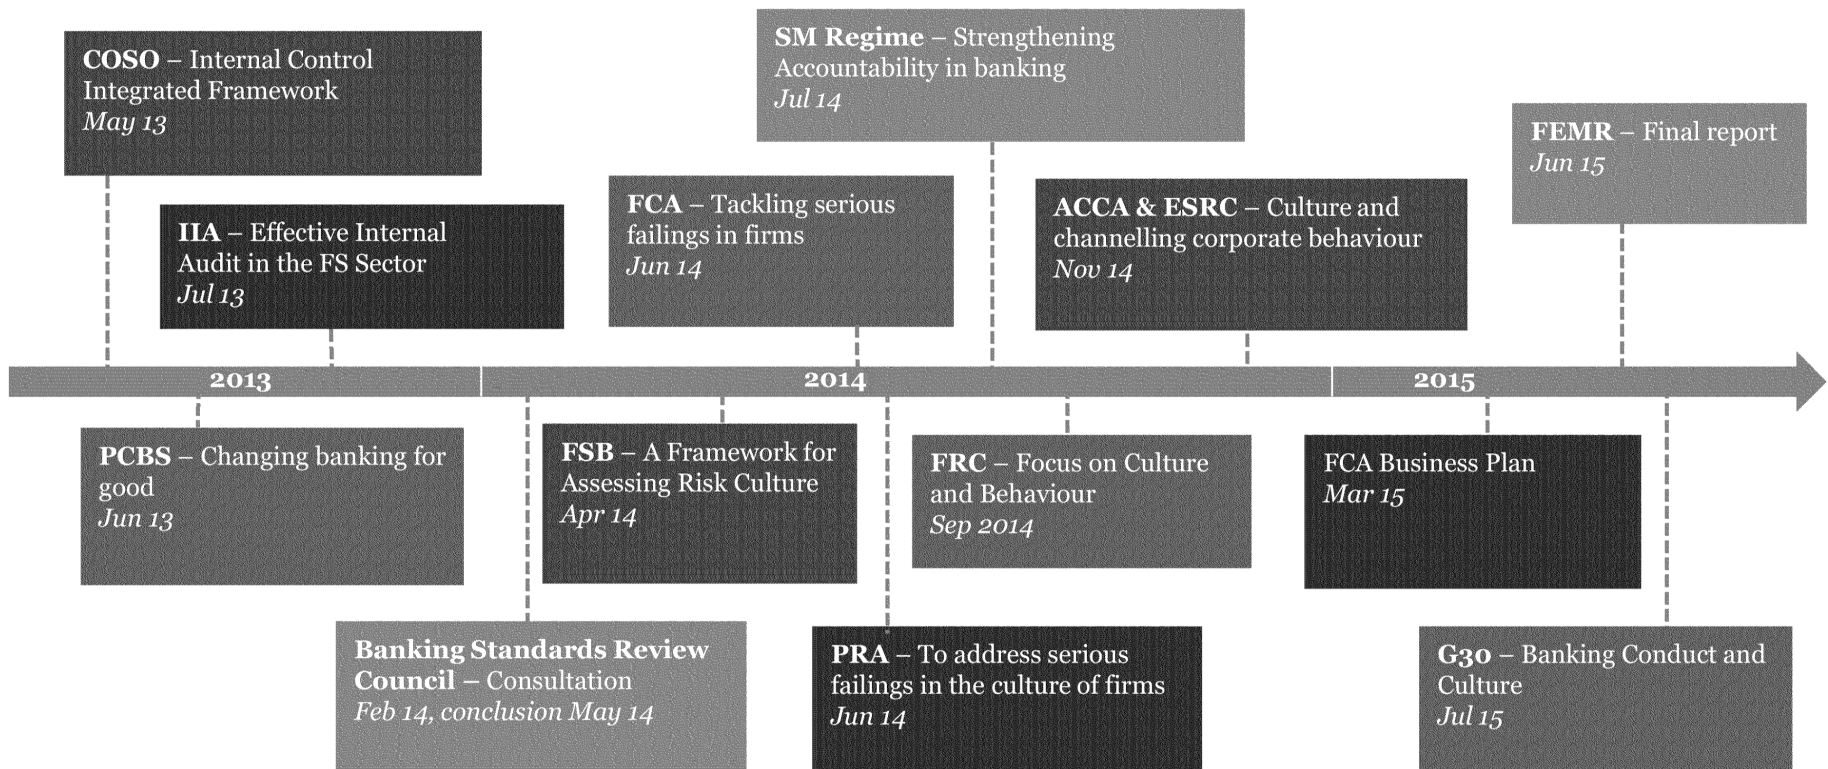 COSO – Internal Control
Integrated Framework
May 13
SM Regime – Strengthening
Accountability in banking
Jul 14
FEMR – Final report
Jun 15
IIA – Effective Internal
Audit in the FS Sector
Jul 13
FCA – Tackling serious
failings in firms
Jun 14
ACCA & ESRC – Culture and
channelling corporate behaviour
Nov 14
2013
2014
2015
PCBS – Changing banking for
good
Jun 13
FSB – A Framework for
Assessing Risk Culture
Apr 14
FRC – Focus on Culture
and Behaviour
Sep 2014
FCA Business Plan
Mar 15
Banking Standards Review
Council – Consultation
Feb 14, conclusion May 14
PRA – To address serious
failings in the culture of firms
Jun 14
G30 – Banking Conduct and
Culture
Jul 15